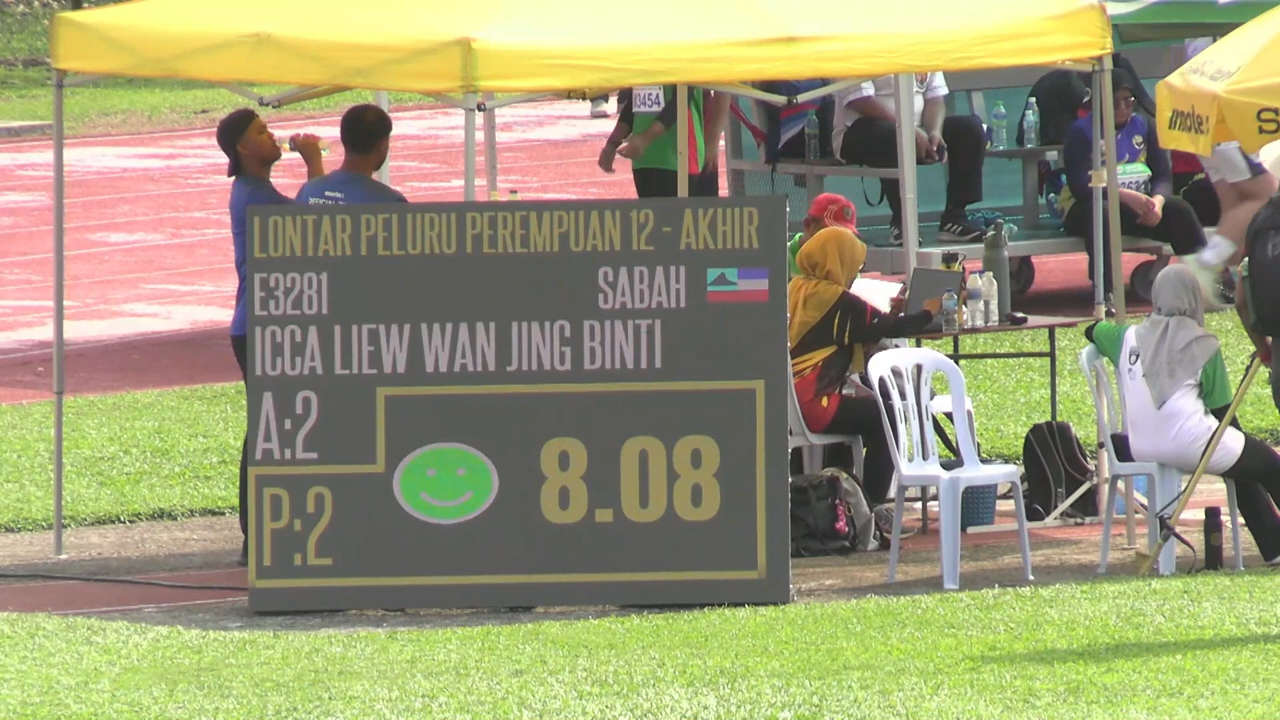 LONTAR PELURU PEREMPUAN 12 - AKHIR
E3281 SABAH
ICCA LIEW WAN JING BINTI
A:2
P:2 8.08
3454